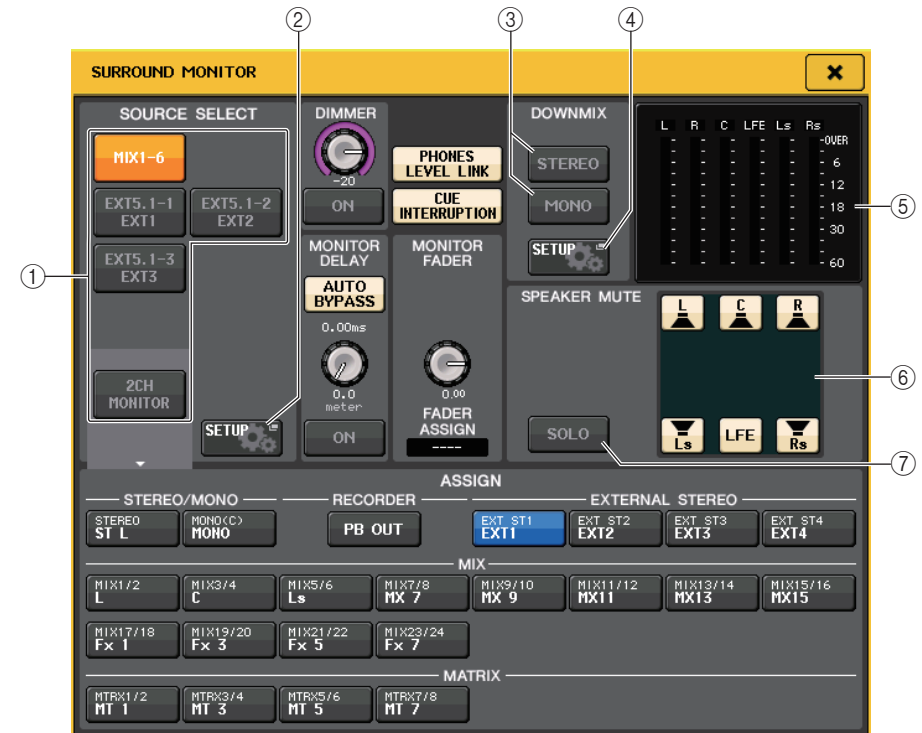 ② ③ ④
SURROUND MONITOR
SOURCE SELECT
MIX1-6
EXT5.1-1
EXT1
EXT5.1-2
EXT2
EXT5.1-3
EXT3
①
2CH
MONITOR
SETUP
DIMMER
-20
ON
PHONES
LEVEL LINK
CUE
INTERRUPTION
MONITOR
DELAY
AUTO
BYPASS
0.00ms
0.0
meter
ON
MONITOR
FADER
0.00
FADER
ASSIGN
----
DOWNMIX
STEREO
MONO
SETUP
L R C LFE Ls Rs
OVER
6
12
18
30
60
⑤
SPEAKER MUTE
L C R
Ls LFE Rs
⑥
SOLO
⑦
ASSIGN
STEREO/MONO RECORDER EXTERNAL STEREO
STEREO
ST L
MONO(C)
MONO
PB OUT
EXT ST1
EXT1
EXT ST2
EXT2
EXT ST3
EXT3
EXT ST4
EXT4
MIX
MIX1/2
L
MIX3/4
C
MIX5/6
Ls
MIX7/8
MX 7
MIX9/10
MX 9
MIX11/12
MX11
MIX13/14
MX13
MIX15/16
MX15
MIX17/18
Fx 1
MIX19/20
Fx 3
MIX21/22
Fx 5
MIX23/24
Fx 7
MATRIX
MTRX1/2
MT 1
MTRX3/4
MT 3
MTRX5/6
MT 5
MTRX7/8
MT 7